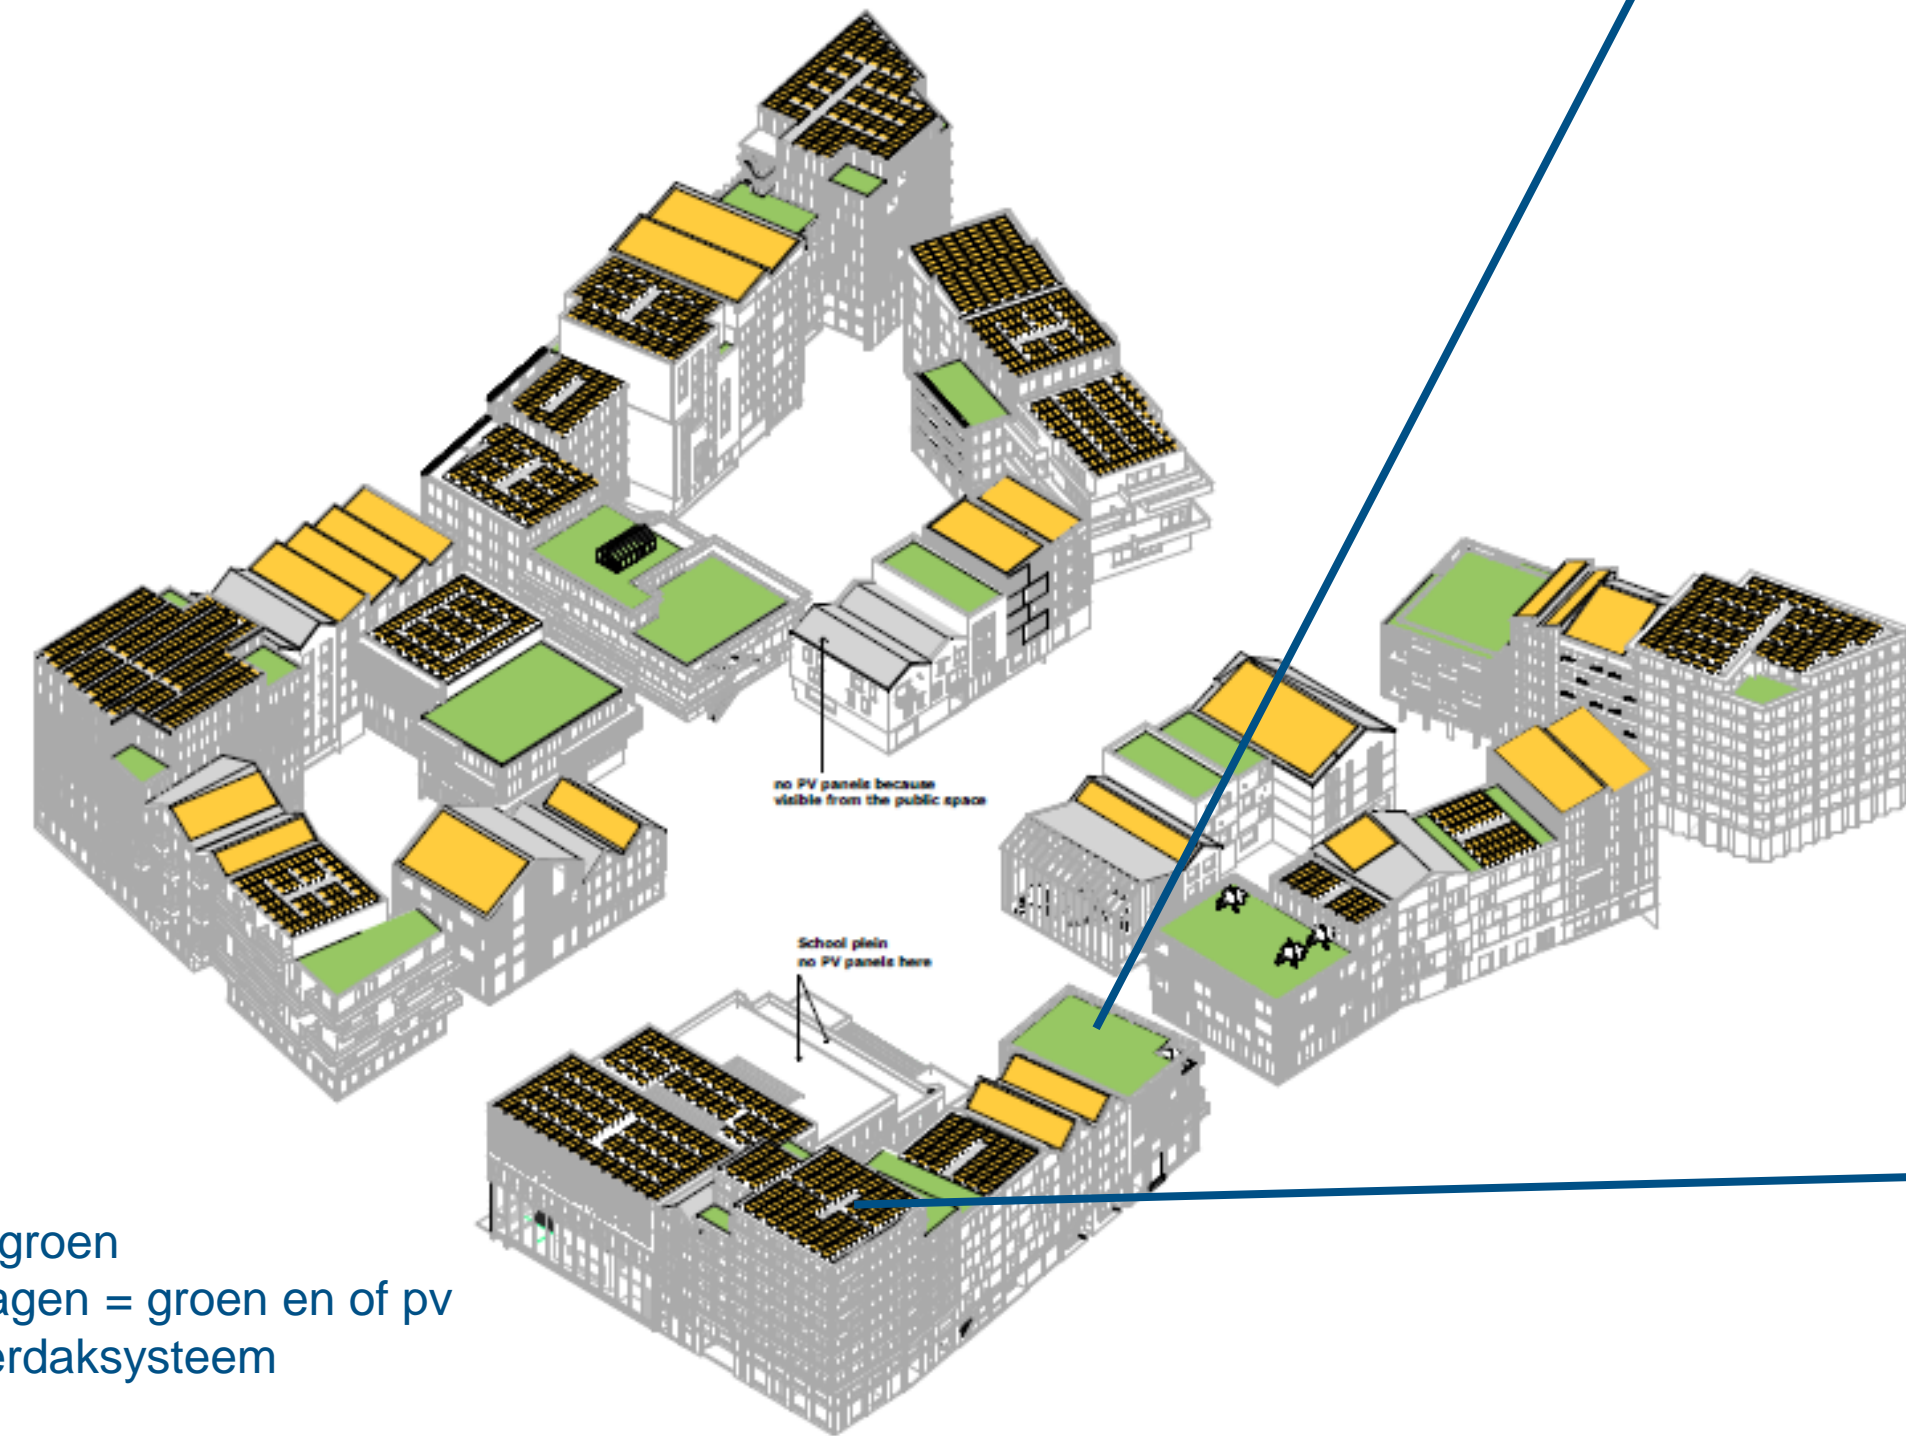 no PV panels because
visible from the public space
School plein
no PV panels here
groen
agen = groen en of pv
erdaksysteem